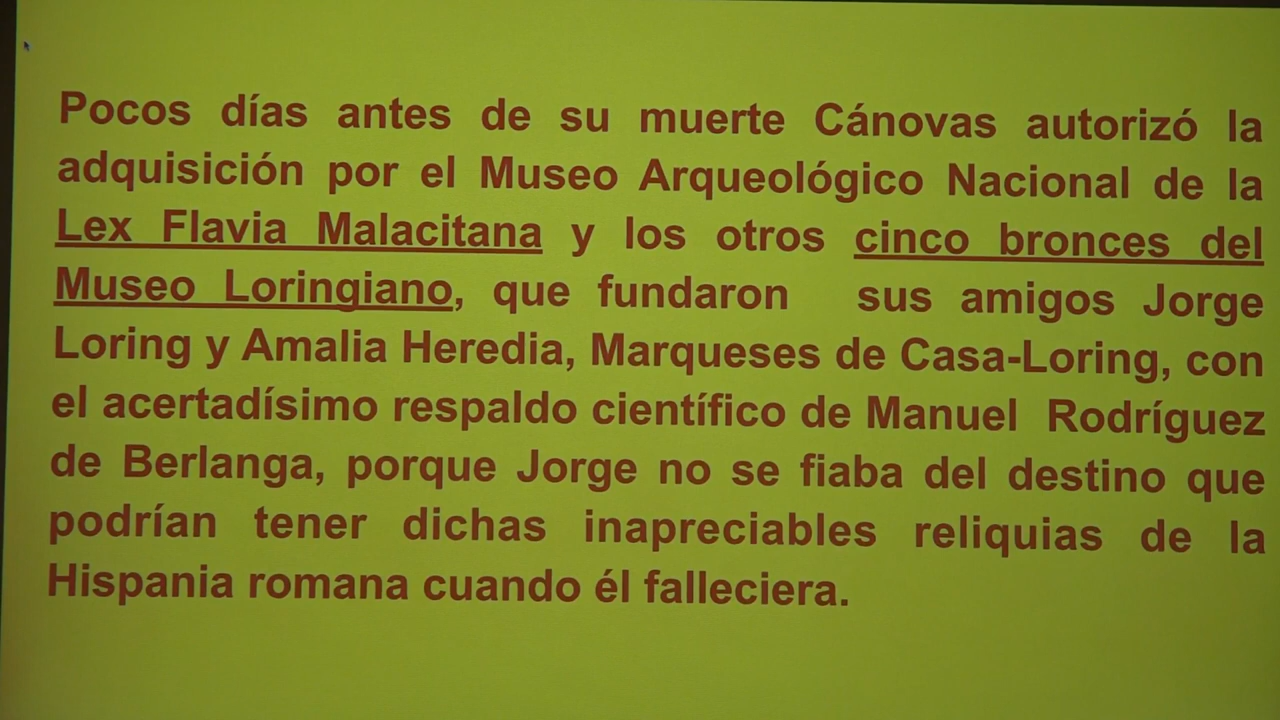 Pocos días antes de su muerte Cánovas autorizó la
adquisición por el Museo Arqueológico Nacional de la
Lex Flavia Malacitana y los otros cinco bronces del
Museo Loringiano, que fundaron sus amigos Jorge
Loring y Amalia Heredia, Marqueses de Casa-Loring, con
el acertadísimo respaldo científico de Manuel Rodríguez
de Berlanga, porque Jorge no se fiaba del destino que
podrían tener dichas inapreciables reliquias de la
Hispania romana cuando él falleciera.